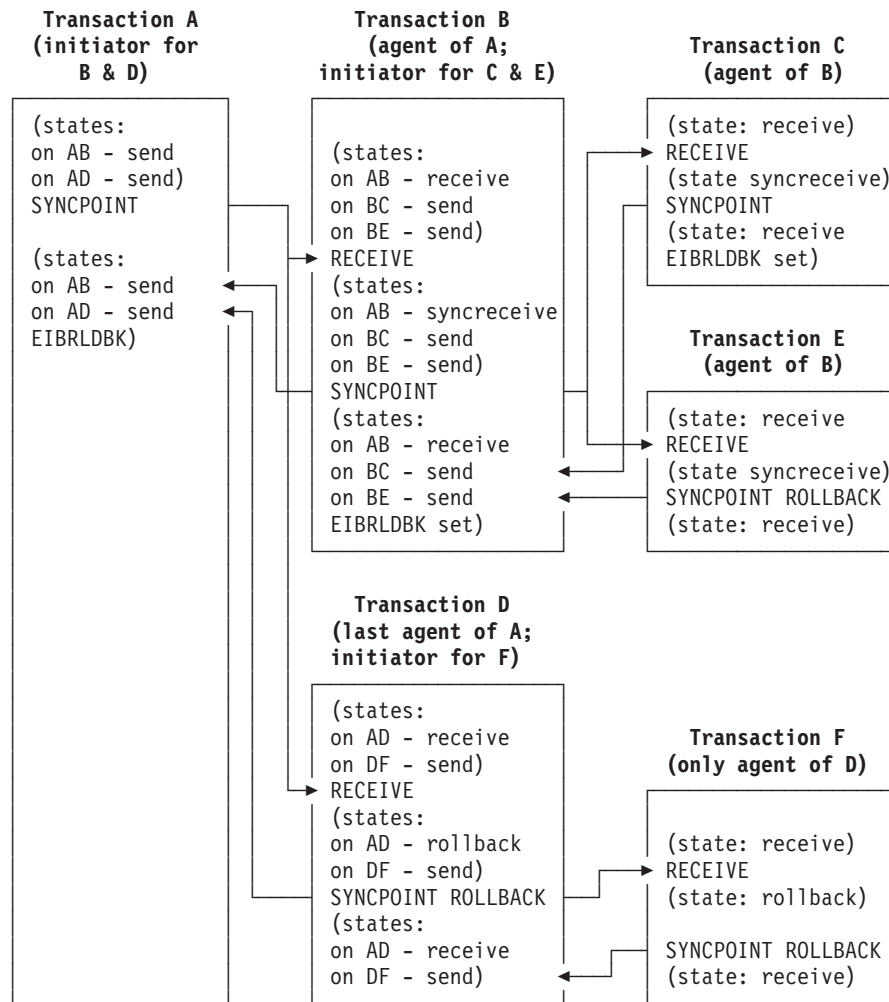 Transaction A
(initiator for
B & D)
(states:
on AB – send
on AD – send)
SYNCPOINT
(states:
on AB – send
on AD – send
EIBRLDBK)
Transaction B
(agent of A;
initiator for C & E)
(states:
on AB – receive
on BC – send
on BE – send)
RECEIVE
(states:
on AB – syncreceive
on BC – send
on BE – send)
SYNCPOINT
(states:
on AB – receive
on BC – send
on BE – send
EIBRLDBK set)
Transaction C
(agent of B)
(state: receive)
RECEIVE
(state syncreceive)
SYNCPOINT
(state: receive
EIBRLDBK set)
Transaction E
(agent of B)
(state: receive
RECEIVE
(state syncreceive)
SYNCPOINT ROLLBACK
(state: receive)
Transaction D
(last agent of A;
initiator for F)
(states:
on AD – receive
on DF – send)
RECEIVE
(states:
on AD – rollback
on DF – send)
SYNCPOINT ROLLBACK
(states:
on AD – receive
on DF – send)
Transaction F
(only agent of D)
(state: receive)
RECEIVE
(state: rollback)
SYNCPOINT ROLLBACK
(state: receive)